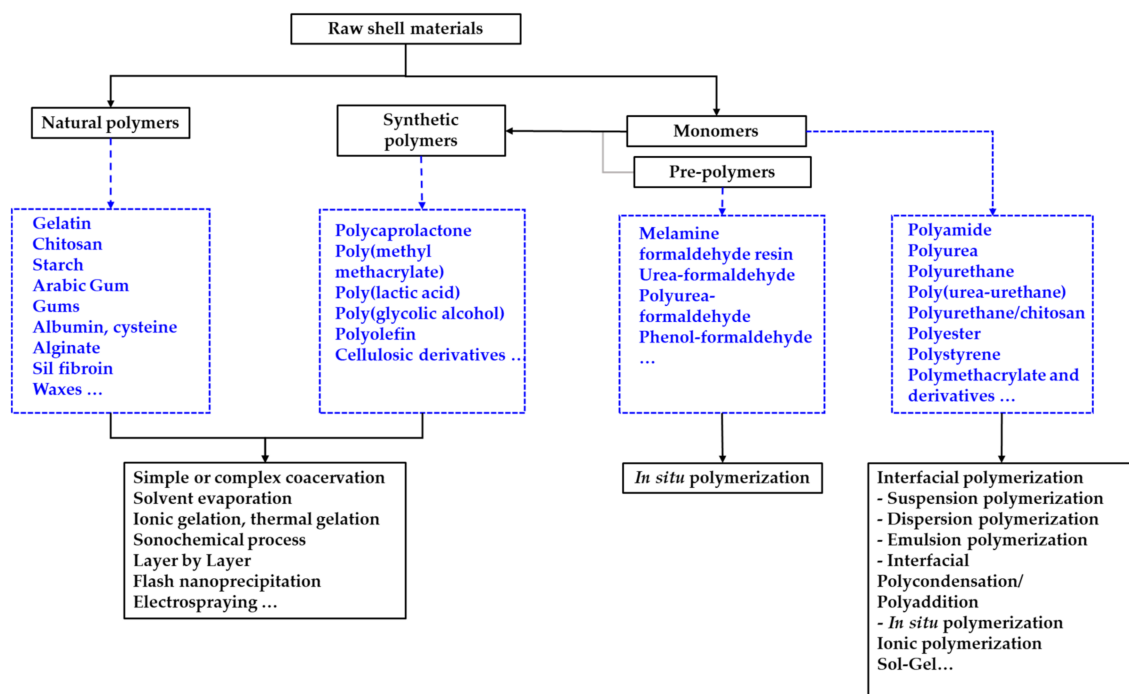 Raw shell materials
Natural polymers
Synthetic
polymers
Monomers
Pre-polymers
Gelatin
Chitosan
Starch
Arabic Gum
Gums
Albumin, cysteine
Alginate
Sil fibroin
Waxes …
Polycaprolactone
Poly(methyl
methacrylate)
Poly(lactic acid)
Poly(glycolic alcohol)
Polyolefin
Cellulosic derivatives …
Melamine
formaldehyde resin
Urea-formaldehyde
Polyurea-
formaldehyde
Phenol-formaldehyde
…
Polyamide
Polyurea
Polyurethane
Poly(urea-urethane)
Polyurethane/chitosan
Polyester
Polystyrene
Polymethacrylate and
derivatives …
Simple or complex coacervation
Solvent evaporation
Ionic gelation, thermal gelation
Sonochemical process
Layer by Layer
Flash nanoprecipitation
Electrospraying …
In situ polymerization
Interfacial polymerization
- Suspension polymerization
- Dispersion polymerization
- Emulsion polymerization
- Interfacial
Polycondensation/
Polyaddition
- In situ polymerization
Ionic polymerization
Sol-Gel…